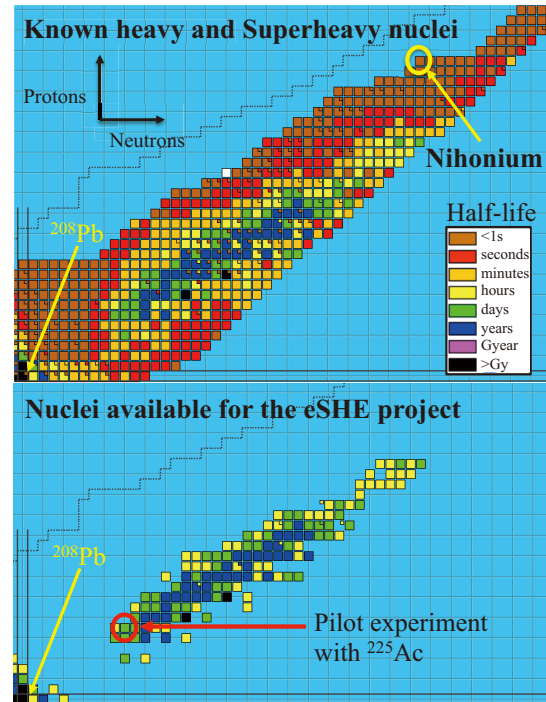 Known heavy and Superheavy nuclei
Protons
Neutrons
Nihonium
²⁰⁸Pb
Half-life
<1s
seconds
minutes
hours
days
years
Gyear
>Gy
Nuclei available for the eSHE project
²⁰⁸Pb
Pilot experiment
with ²²⁵Ac